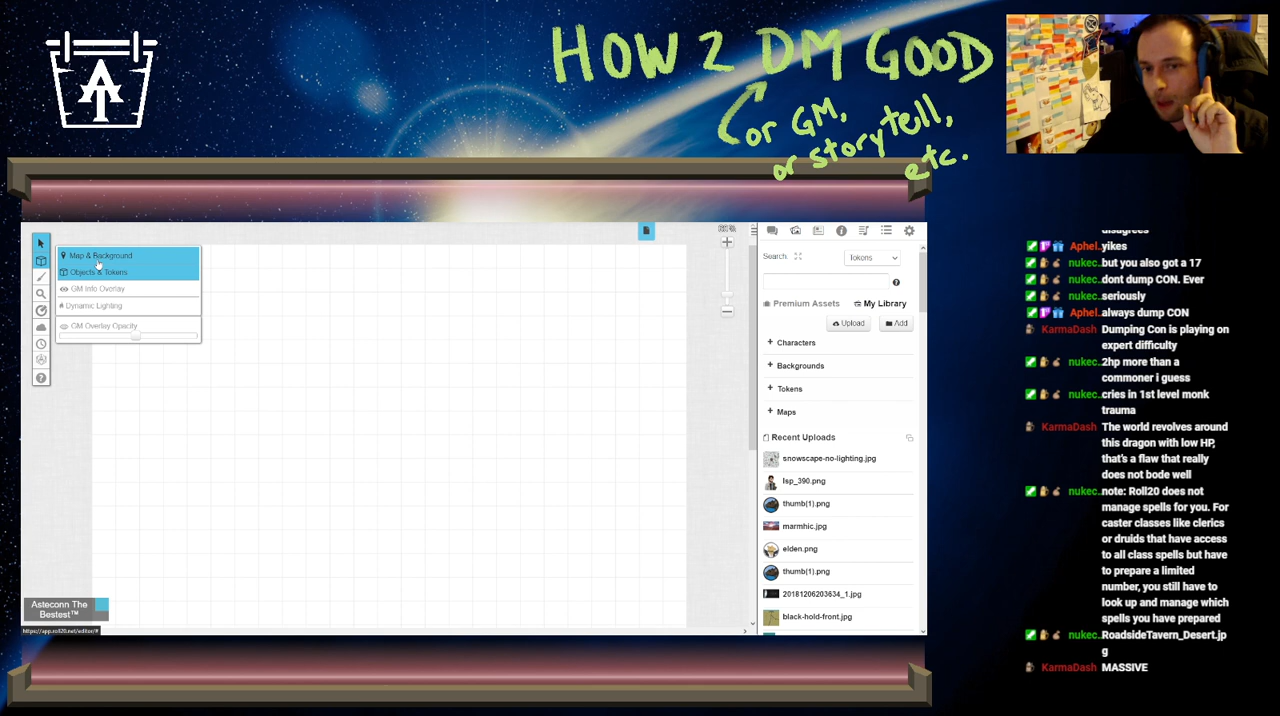 HOW 2 DM GOOD
or GM,
or storytell,
etc.
AT
Map & Background
Objects & Tokens
GM Info Overlay
Dynamic Lighting
GM Overlay Opacity
Search:
Tokens
Premium Assets
My Library
Upload
Add
+ Characters
+ Backgrounds
+ Tokens
+ Maps
Recent Uploads
snowscape-no-lighting.jpg
lsp_390.png
thumb(1).png
marmhic.jpg
elden.png
thumb(1).png
20181206203634_1.jpg
black-hold-front.jpg
Asteconn The
Bestest™
https://app.roll20.net/editor/#
disagrees
Aphel.. yikes
nukec.. but you also got a 17
nukec.. dont dump CON. Ever
nukec.. seriously
Aphel.. always dump CON
KarmaDash Dumping Con is playing on
expert difficulty
nukec.. 2hp more than a
commoner i guess
nukec.. cries in 1st level monk
trauma
KarmaDash The world revolves around
this dragon with low HP,
that's a flaw that really
does not bode well
nukec.. note: Roll20 does not
manage spells for you. For
caster classes like clerics
or druids that have access
to all class spells but have
to prepare a limited
number, you still have to
look up and manage which
spells you have prepared
nukec.. RoadsideTavern_Desert.jp
g
KarmaDash MASSIVE